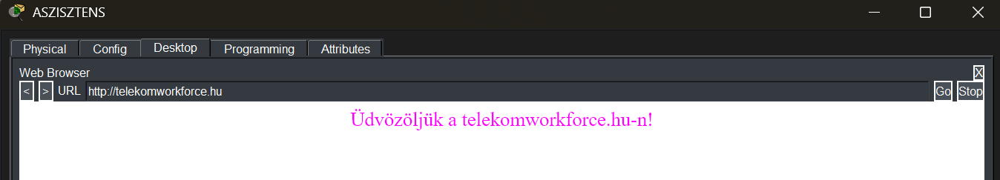 ASZISZTENS
Physical Config Desktop Programming Attributes
Web Browser X
< > URL http://telekomworkforce.hu Go Stop
Üdvözöljük a telekomworkforce.hu-n!